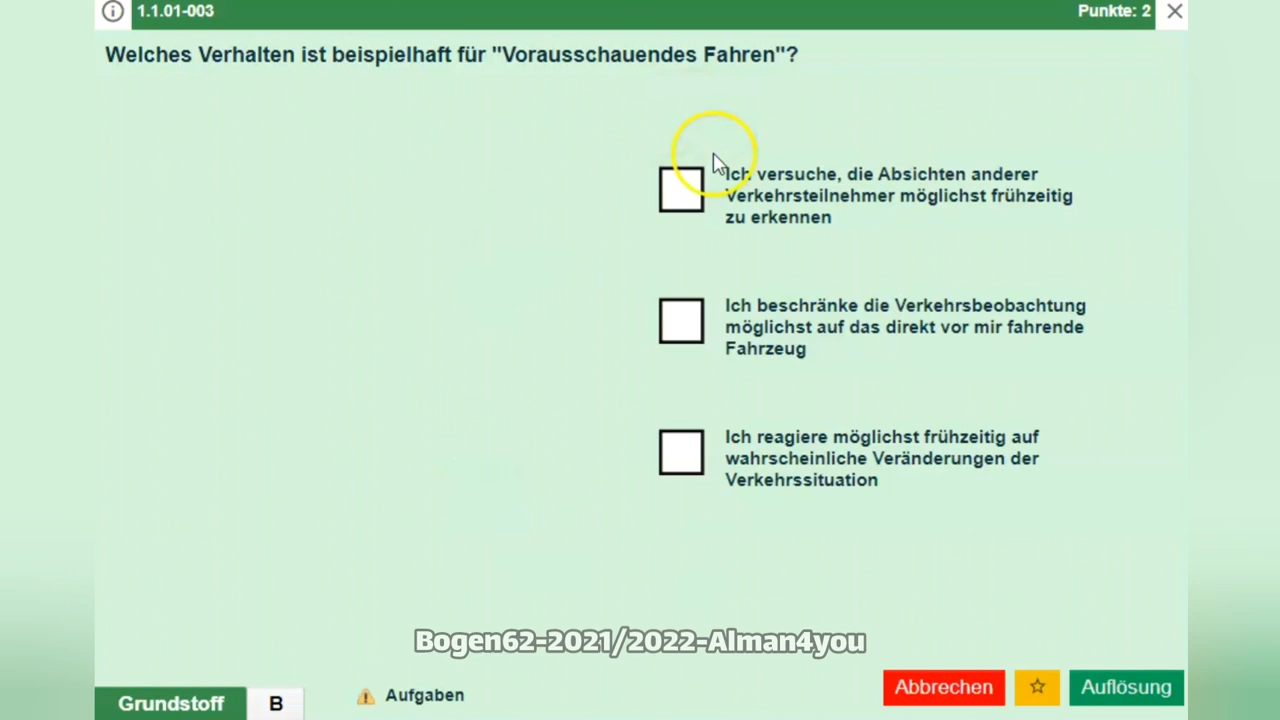 1.1.01-003
Punkte: 2
Welches Verhalten ist beispielhaft für "Vorausschauendes Fahren"?
Ich versuche, die Absichten anderer
Verkehrsteilnehmer möglichst frühzeitig
zu erkennen
Ich beschränke die Verkehrsbeobachtung
möglichst auf das direkt vor mir fahrende
Fahrzeug
Ich reagiere möglichst frühzeitig auf
wahrscheinliche Veränderungen der
Verkehrssituation
Bogen62-2021/2022-Alman4you
Grundstoff
B
Aufgaben
Abbrechen
Auflösung